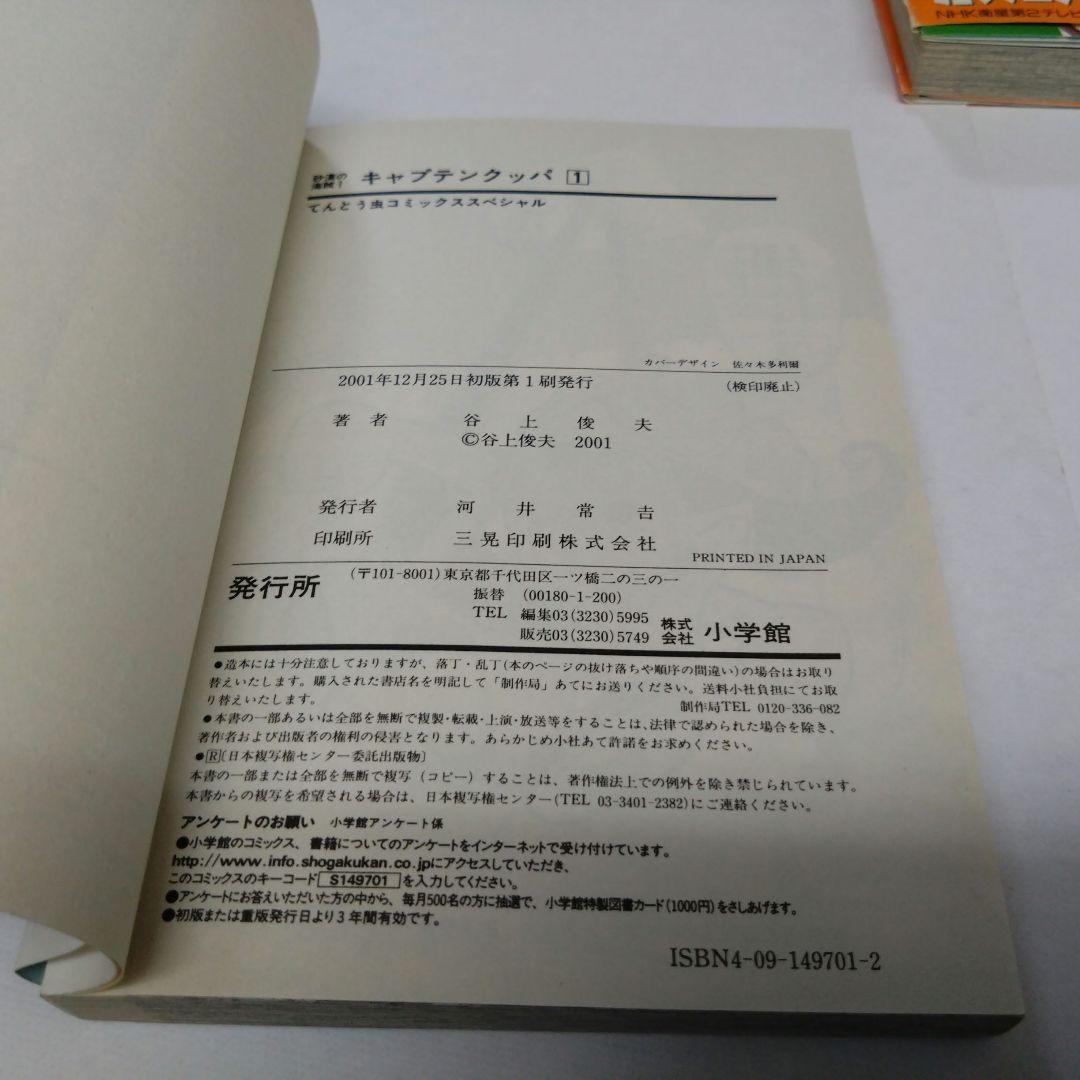 砂漠の
海賊！
キャプテンクッパ 1
てんとう虫コミックススペシャル
カバーデザイン 佐々木多利爾
2001年12月25日初版第1刷発行
(検印廃止)
著者 谷上俊夫
©谷上俊夫 2001
発行者 河井常吉
印刷所 三晃印刷株式会社
PRINTED IN JAPAN
発行所
(〒101-8001)東京都千代田区一ツ橋二の三の一
振替 (00180-1-200)
TEL 編集03(3230)5995
販売03(3230)5749
株式会社 小学館
●造本には十分注意しておりますが、落丁・乱丁(本のページの抜け落ちや順序の間違い)の場合はお取り
替えいたします。購入された書店名を明記して「制作局」あてにお送りください。送料小社負担にてお取
り替えいたします。 制作局TEL 0120-336-082
●本書の一部あるいは全部を無断で複製・転載・上演・放送等をすることは、法律で認められた場合を除き、
著作者および出版者の権利の侵害となります。あらかじめ小社あて許諾をお求めください。
●R〔日本複写権センター委託出版物〕
本書の一部または全部を無断で複写（コピー）することは、著作権法上での例外を除き禁じられています。
本書からの複写を希望される場合は、日本複写権センター(TEL 03-3401-2382)にご連絡ください。
アンケートのお願い 小学館アンケート係
●小学館のコミックス、書籍についてのアンケートをインターネットで受け付けています。
http://www.info.shogakukan.co.jpにアクセスしていただき、
このコミックスのキーコード S149701 を入力してください。
●アンケートにお答えいただいた方の中から、毎月500名の方に抽選で、小学館特製図書カード(1000円)をさしあげます。
●初版または重版発行日より3年間有効です。
ISBN4-09-149701-2
NHK衛星第2テレビ